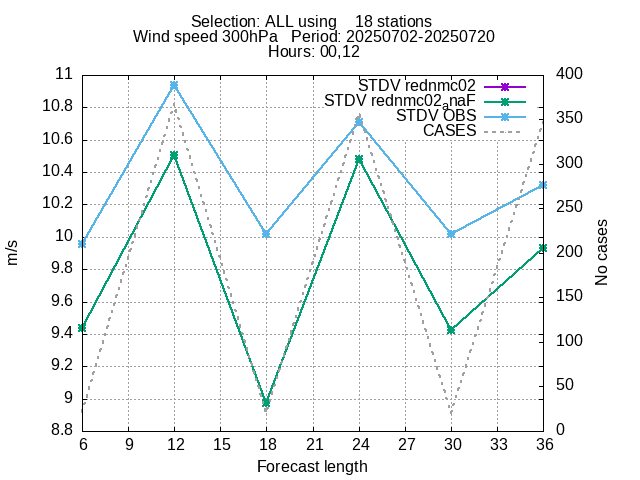 Selection: ALL using    18 stations
Wind speed 300hPa   Period: 20250702-20250720
Hours: 00,12
STDV rednmc02
STDV rednmc02anaF
STDV OBS
CASES
11
10.8
10.6
10.4
10.2
10
9.8
9.6
9.4
9.2
9
8.8
m/s
400
350
300
250
200
150
100
50
0
No cases
6 9 12 15 18 21 24 27 30 33 36
Forecast length